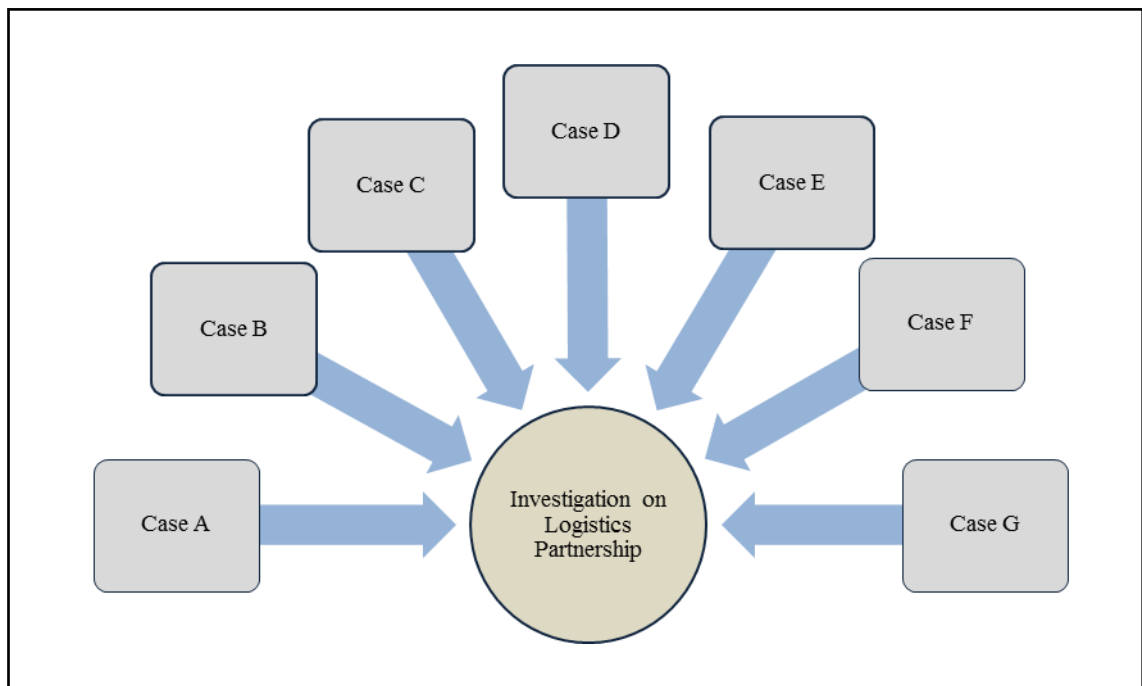 Case D
Case C
Case E
Case B
Case F
Case A
Investigation on
Logistics
Partnership
Case G